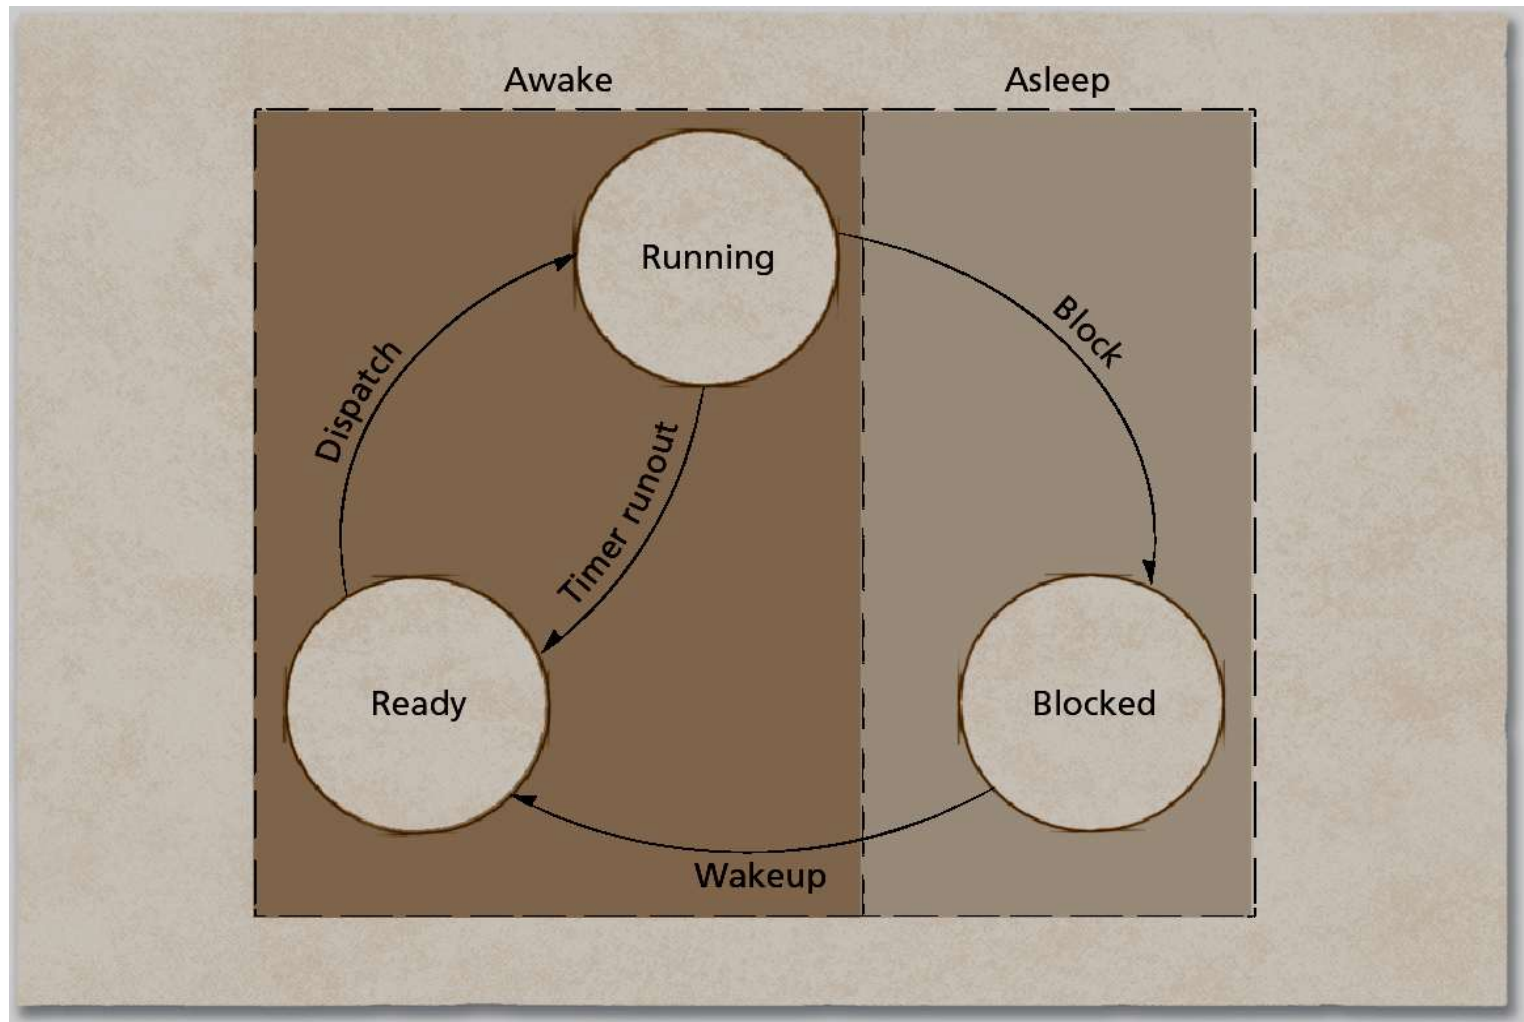 Awake
Asleep
Running
Block
Dispatch
Timer runout
Ready
Blocked
Wakeup